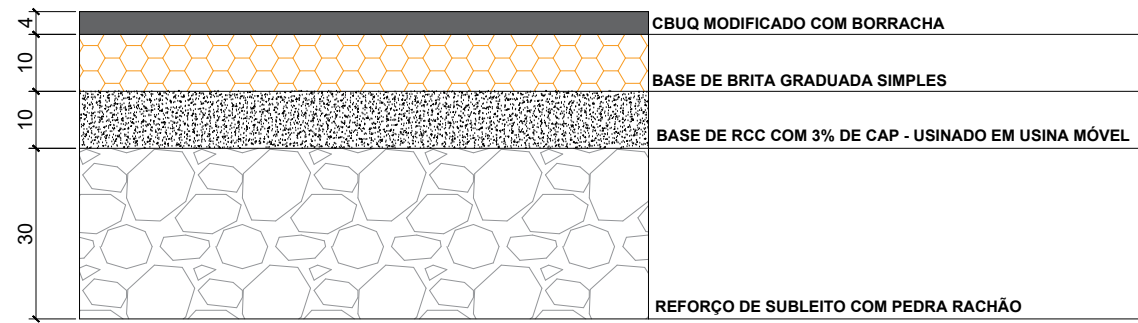 4
CBUQ MODIFICADO COM BORRACHA
10
BASE DE BRITA GRADUADA SIMPLES
10
BASE DE RCC COM 3% DE CAP - USINADO EM USINA MÓVEL
30
REFORÇO DE SUBLEITO COM PEDRA RACHÃO